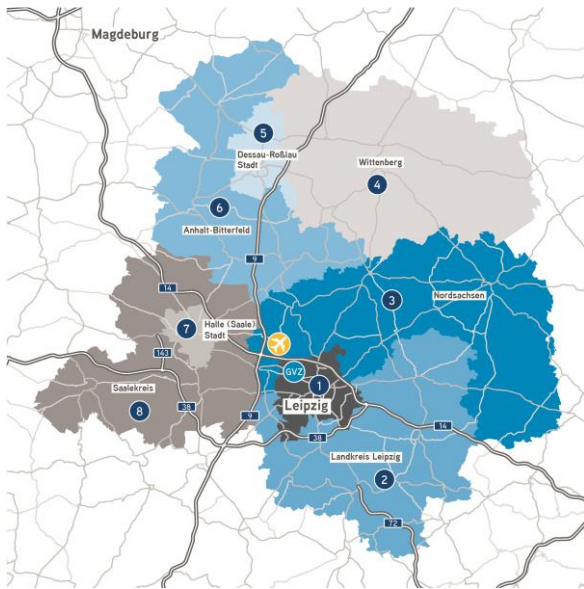 Magdeburg
5
Dessau-Roßlau
Stadt
Wittenberg
4
6
Anhalt-Bitterfeld
9
14
3
Nordsachsen
7
Halle (Saale)
Stadt
143
GVZ
1
Saalekreis
8
38
9
Leipzig
14
38
Landkreis Leipzig
2
72